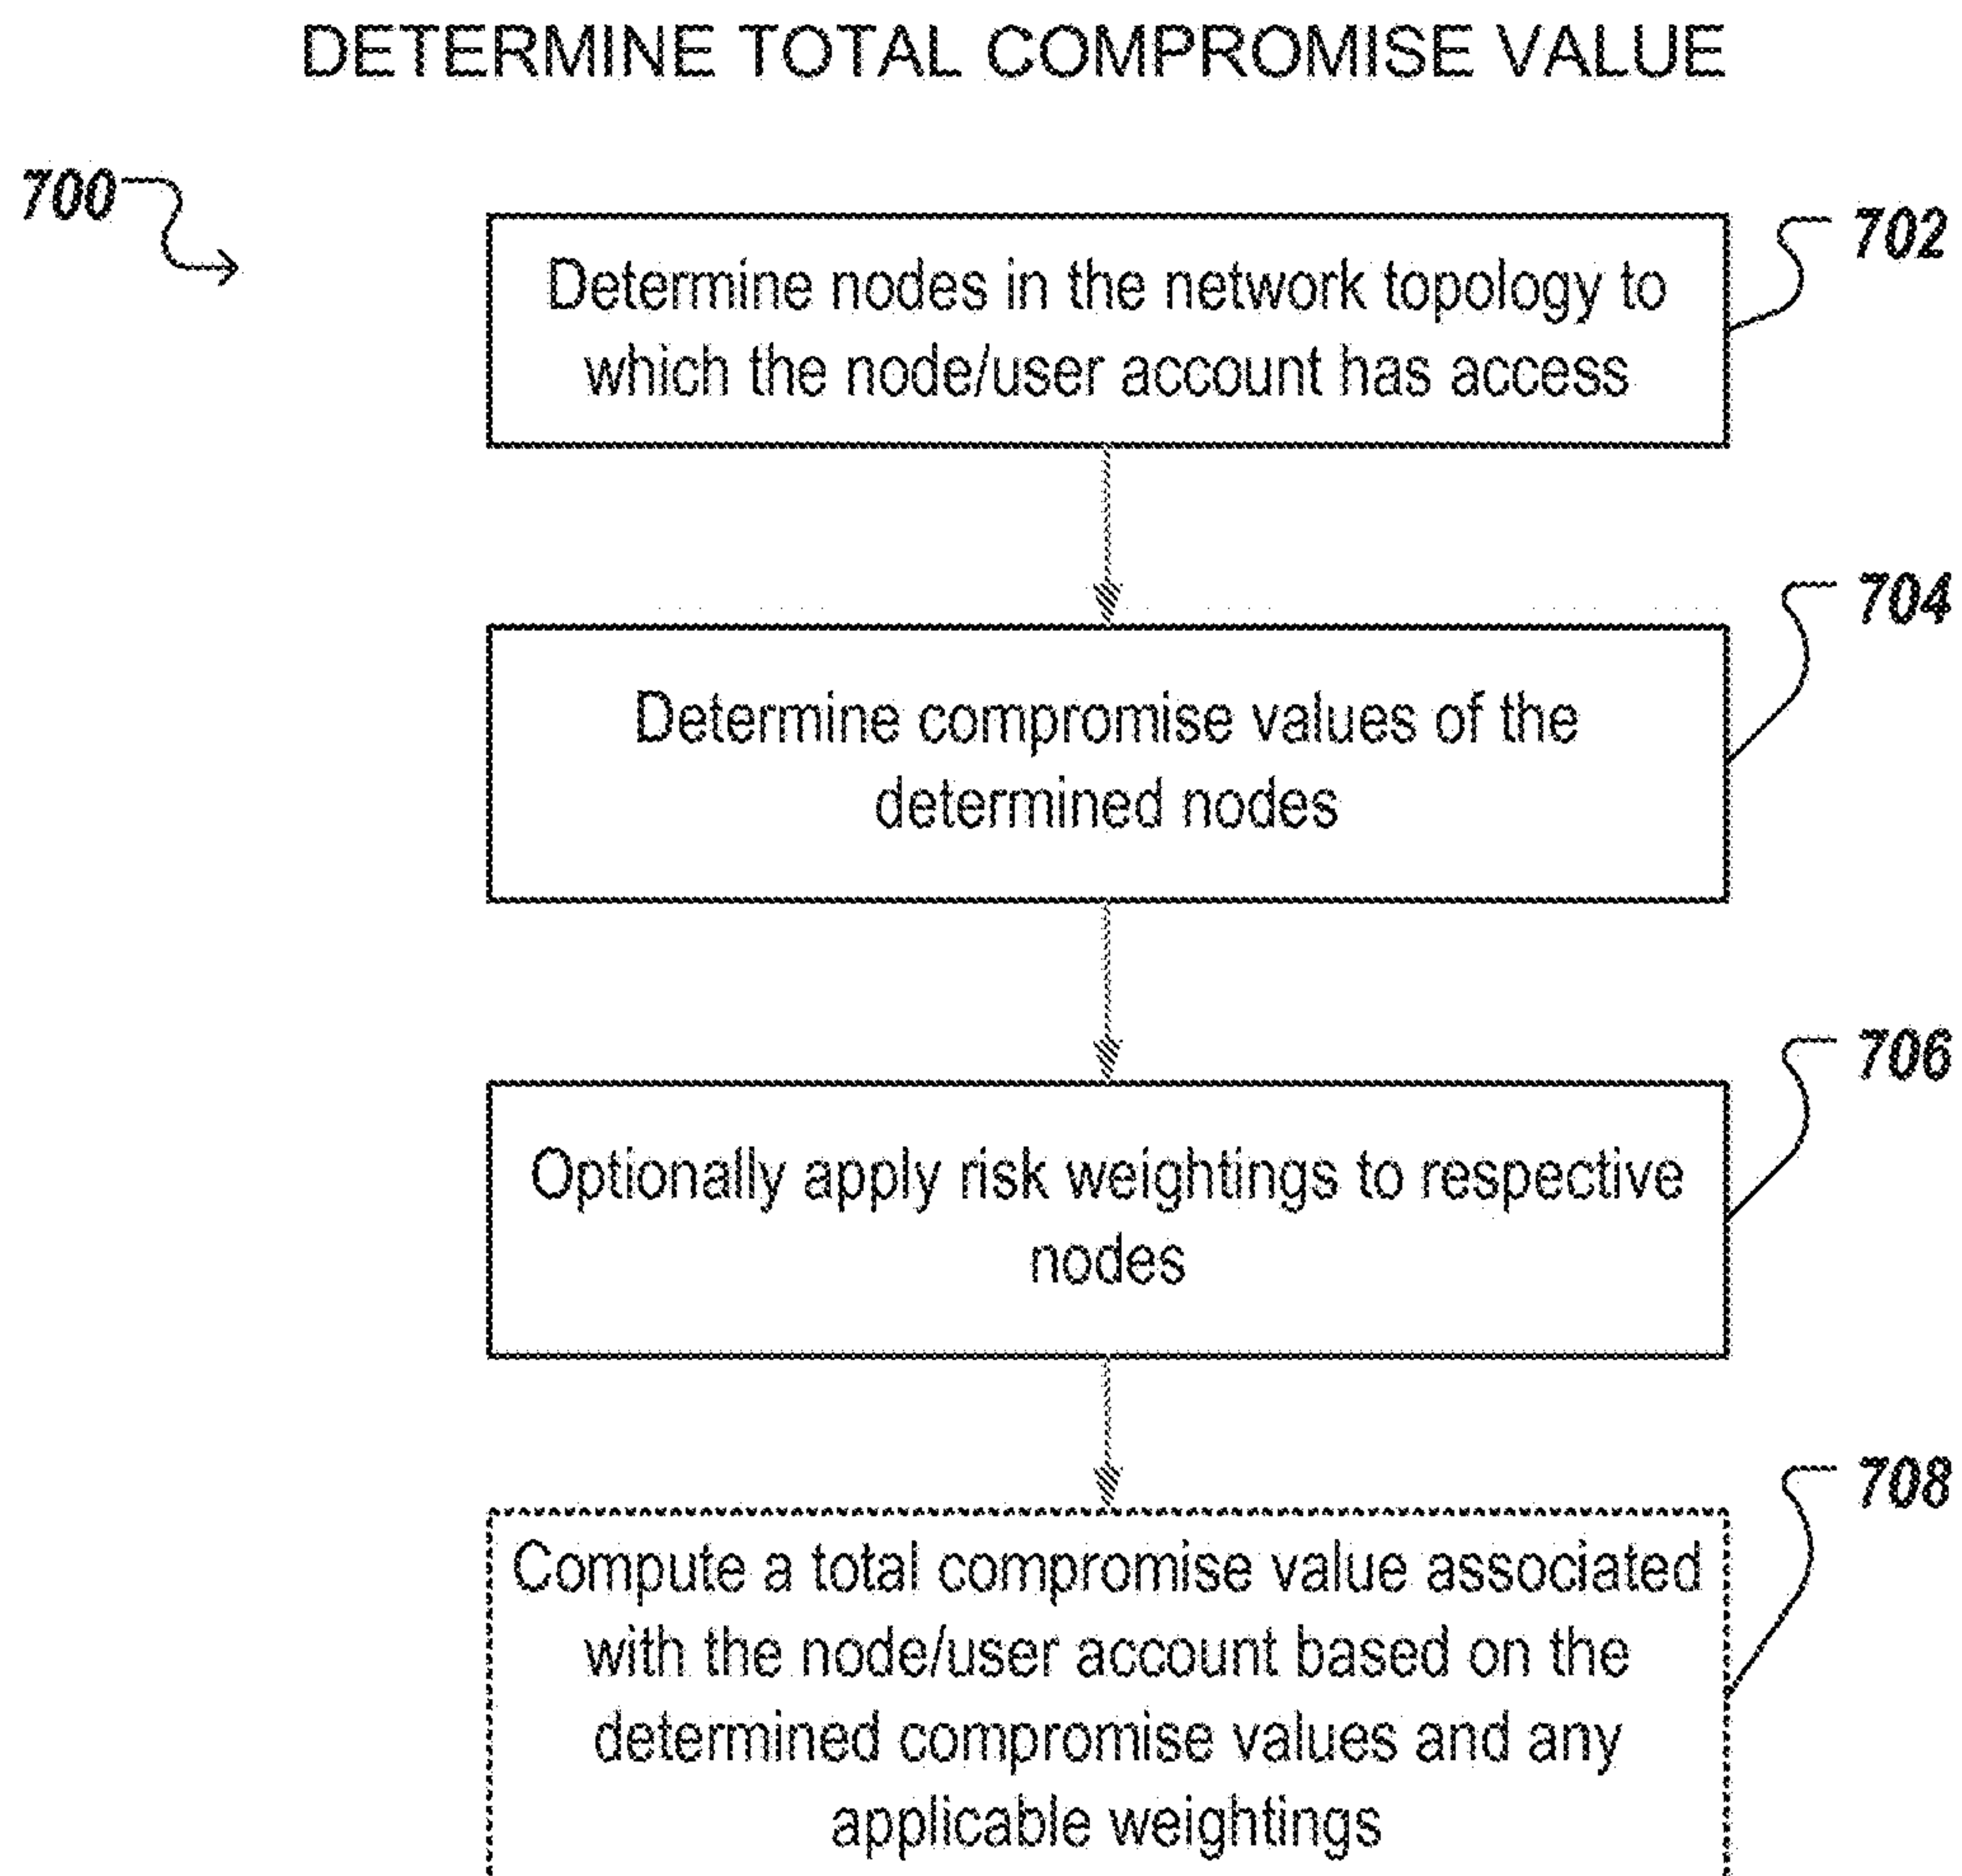 DETERMINE TOTAL COMPROMISE VALUE
700
702
Determine nodes in the network topology to
which the node/user account has access
704
Determine compromise values of the
determined nodes
706
Optionally apply risk weightings to respective
nodes
708
Compute a total compromise value associated
with the node/user account based on the
determined compromise values and any
applicable weightings